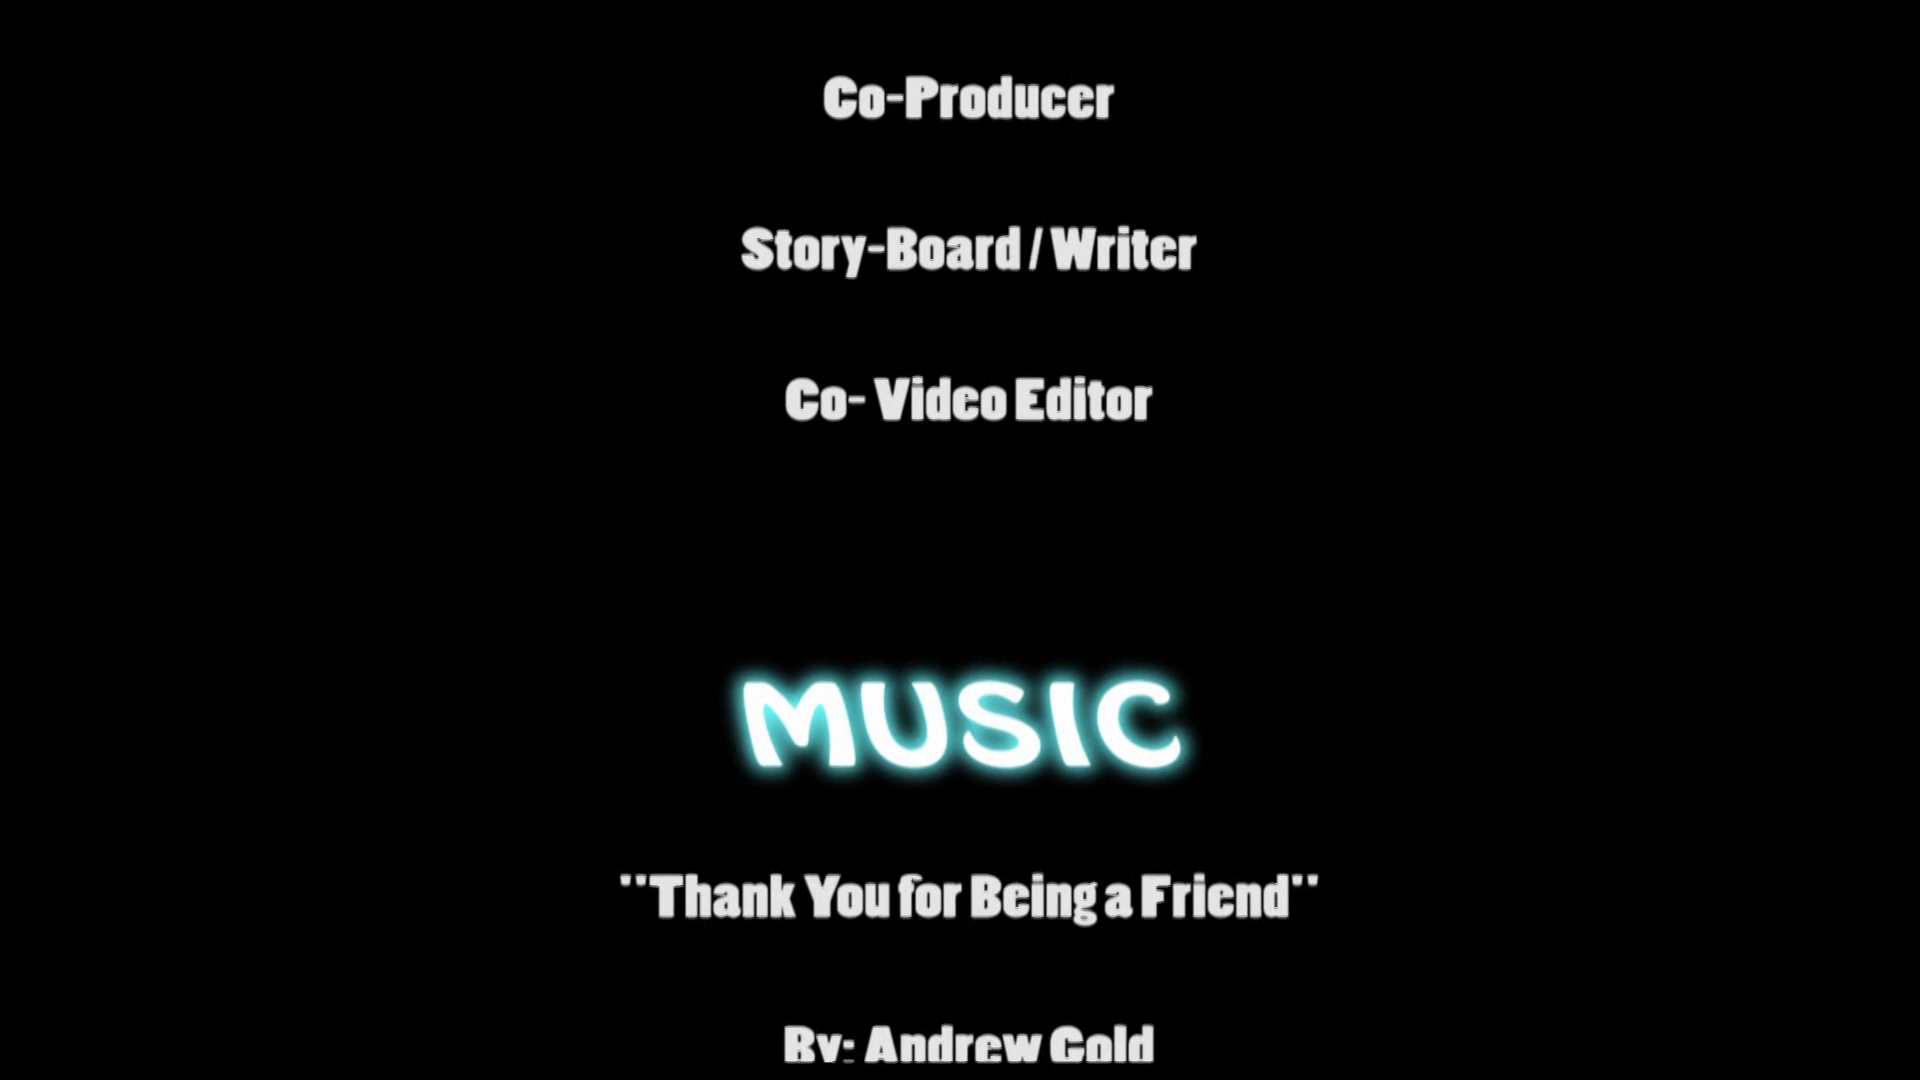 Co-Producer
Story-Board / Writer
Co- Video Editor
MUSIC
"Thank You for Being a Friend"
By: Andrew Gold